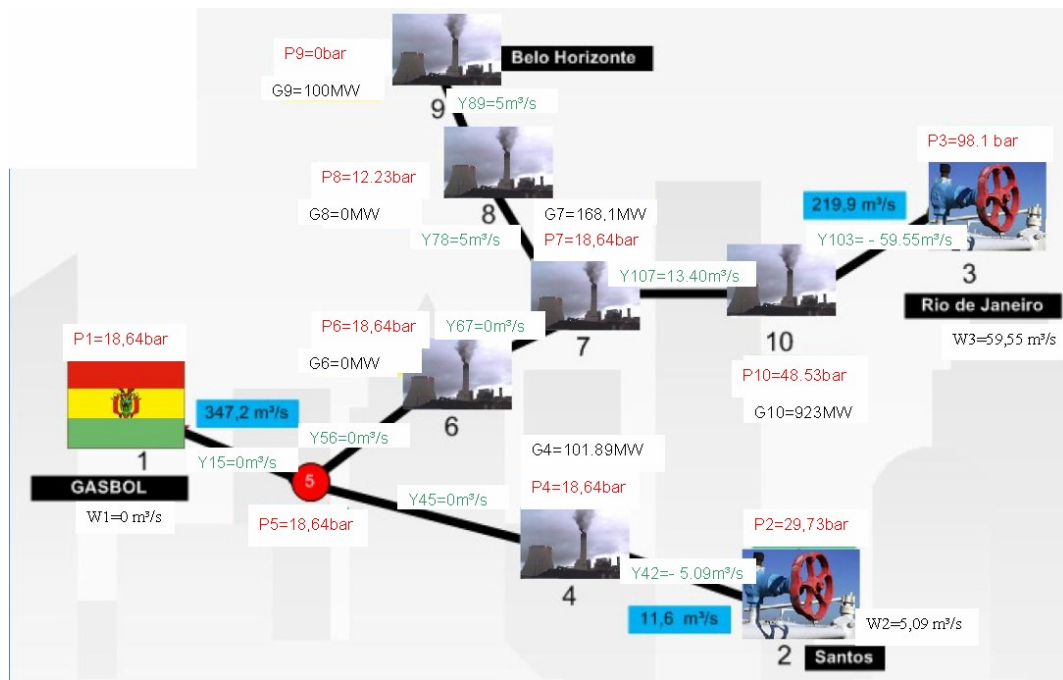 P9=0bar
Belo Horizonte
G9=100MW
9
Y89=5m³/s
P3=98.1 bar
P8=12.23bar
219,9 m³/s
G8=0MW
8
G7=168,1MW
Y78=5m³/s
P7=18,64bar
Y103= - 59.55m³/s
Y107=13.40m³/s
3
P6=18,64bar
Y67=0m³/s
Rio de Janeiro
P1=18,64bar
7
10
W3=59,55 m³/s
G6=0MW
P10=48.53bar
347,2 m³/s
6
G10=923MW
Y56=0m³/s
G4=101.89MW
1
Y15=0m³/s
5
GASBOL
P4=18,64bar
Y45=0m³/s
W1=0 m³/s
P5=18,64bar
P2=29,73bar
Y42=- 5.09m³/s
4
11,6 m³/s
W2=5,09 m³/s
2
Santos